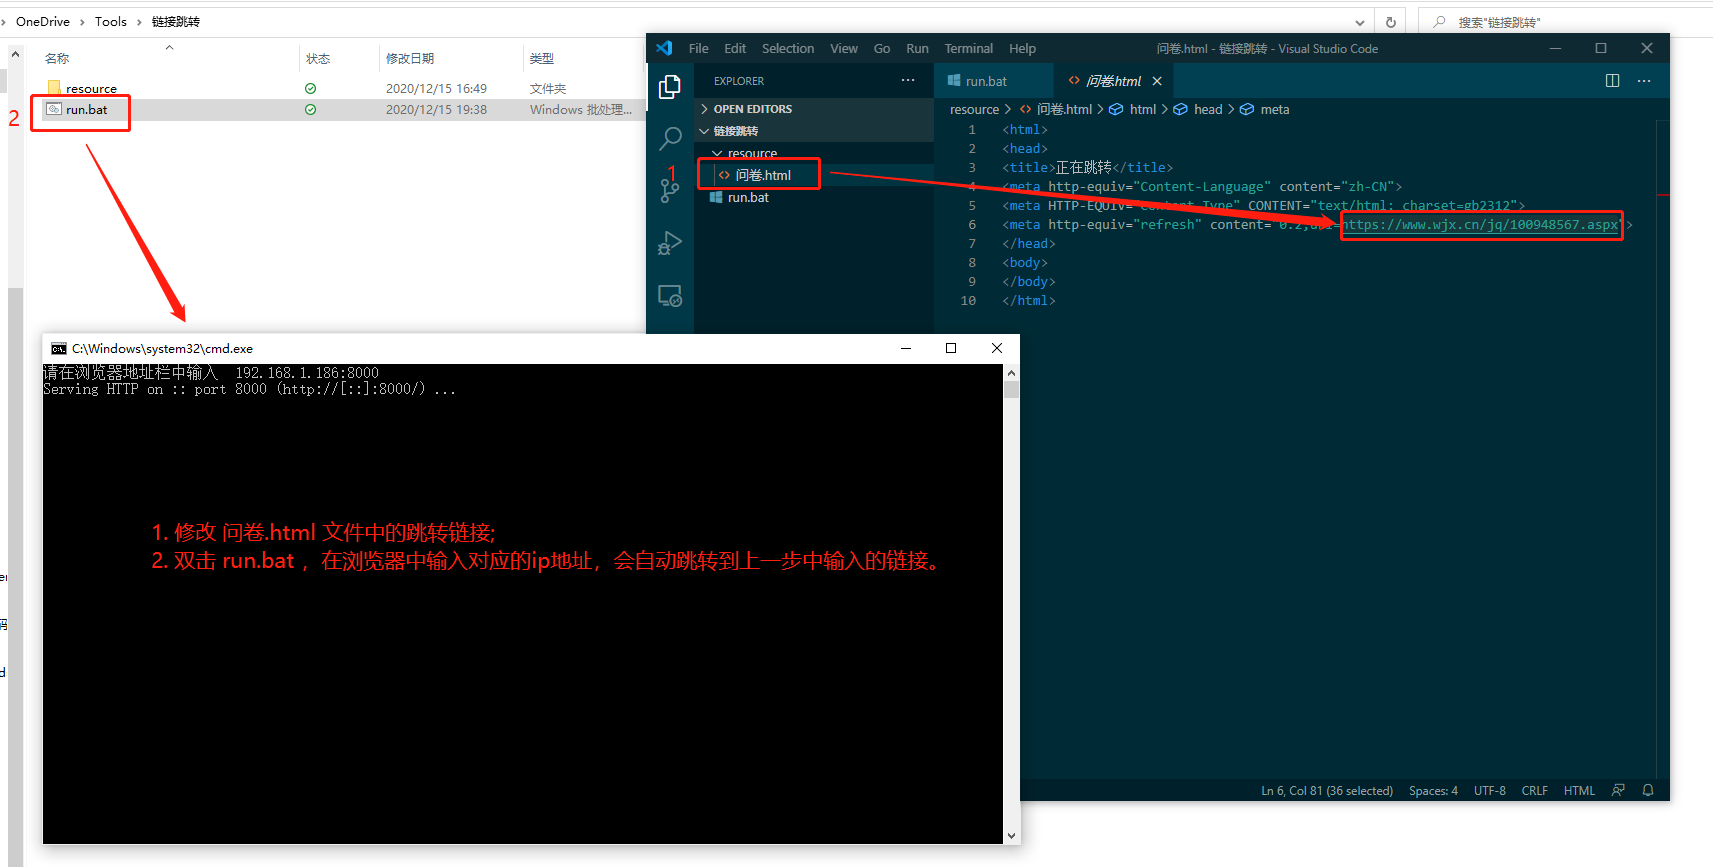 OneDrive › Tools › 链接跳转
搜索"链接跳转"
名称 状态 修改日期 类型
resource 2020/12/15 16:49 文件夹
run.bat 2020/12/15 19:38 Windows 批处理...
2
File Edit Selection View Go Run Terminal Help
问卷.html - 链接跳转 - Visual Studio Code
EXPLORER ···
OPEN EDITORS
链接跳转
resource
1
问卷.html
run.bat
run.bat
问卷.html
resource > 问卷.html > html > head > meta
1 <html>
2 <head>
3 <title>正在跳转</title>
4 <meta http-equiv="Content-Language" content="zh-CN">
5 <meta HTTP-EQUIV="Content-Type" CONTENT="text/html; charset=gb2312">
6 <meta http-equiv="refresh" content="0.2;url=https://www.wjx.cn/jq/100948567.aspx">
7 </head>
8 <body>
9 </body>
10 </html>
Ln 6, Col 81 (36 selected) Spaces: 4 UTF-8 CRLF HTML
C:\Windows\system32\cmd.exe
请在浏览器地址栏中输入 192.168.1.186:8000
Serving HTTP on :: port 8000 (http://[::]:8000/) ...
1. 修改 问卷.html 文件中的跳转链接;
2. 双击 run.bat ，在浏览器中输入对应的ip地址，会自动跳转到上一步中输入的链接。